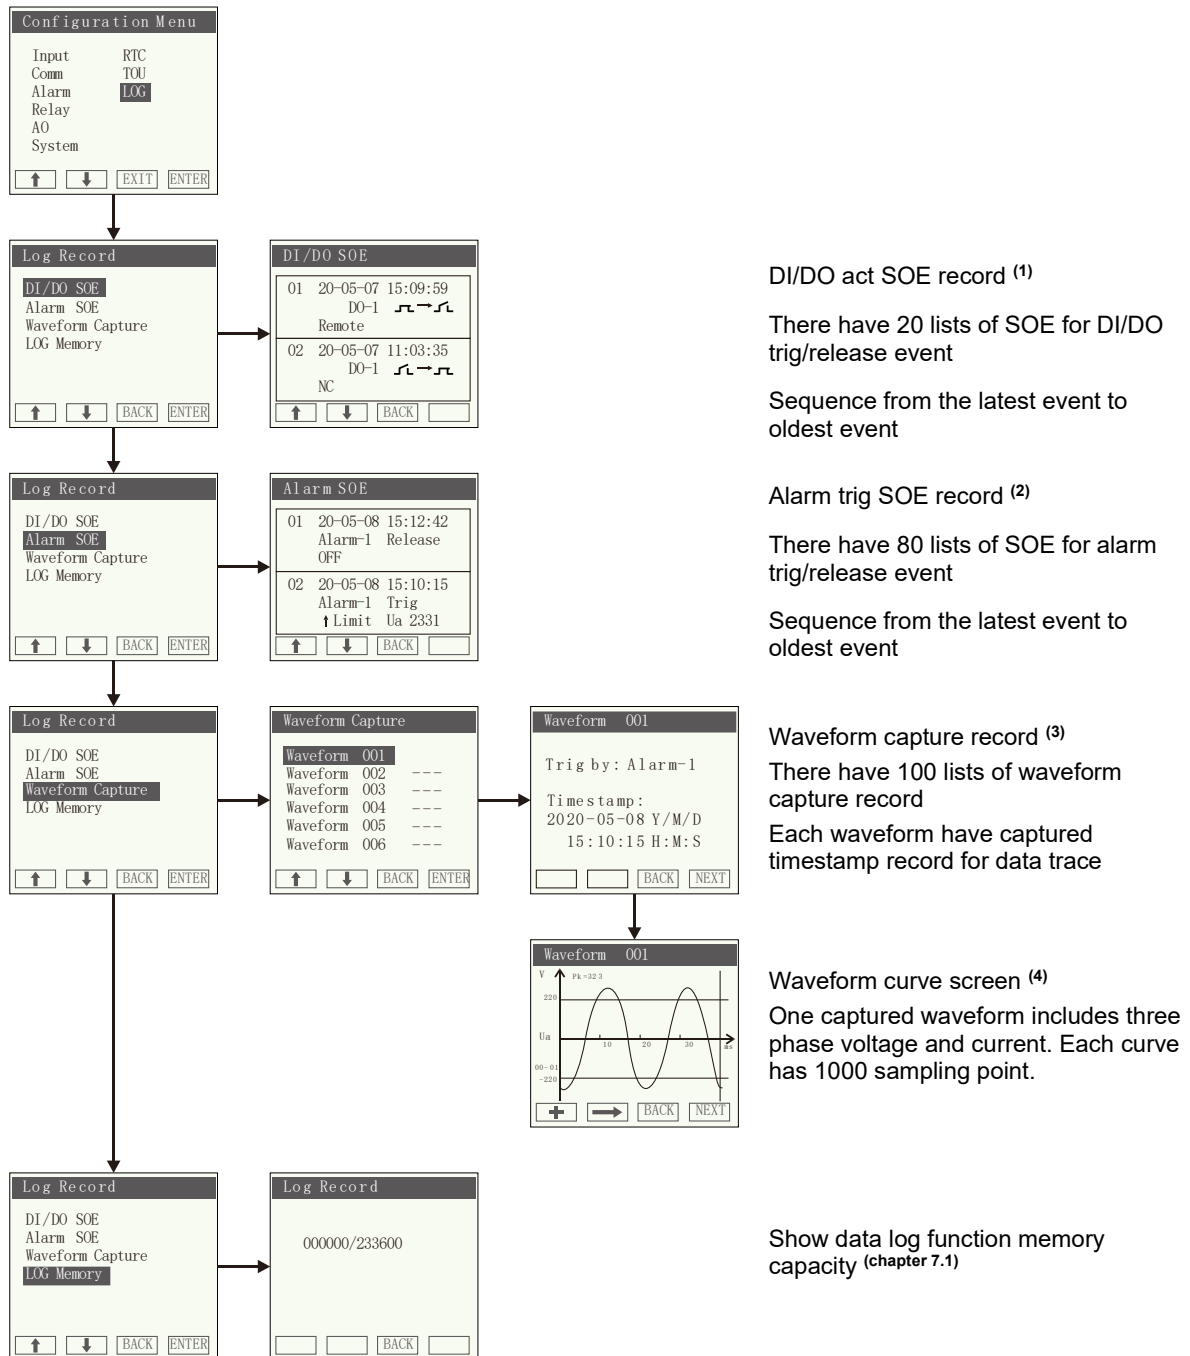 Configuration Menu
Input RTC
Comm TOU
Alarm LOG
Relay
AO
System
EXIT ENTER
Log Record
DI/DO SOE
Alarm SOE
Waveform Capture
LOG Memory
BACK ENTER
DI/DO SOE
01 20-05-07 15:09:59
DO-1
Remote
02 20-05-07 11:03:35
DO-1
NC
BACK
DI/DO act SOE record (1)
There have 20 lists of SOE for DI/DO
trig/release event
Sequence from the latest event to
oldest event
Log Record
DI/DO SOE
Alarm SOE
Waveform Capture
LOG Memory
BACK ENTER
Alarm SOE
01 20-05-08 15:12:42
Alarm-1 Release
OFF
02 20-05-08 15:10:15
Alarm-1 Trig
↑Limit Ua 2331
BACK
Alarm trig SOE record (2)
There have 80 lists of SOE for alarm
trig/release event
Sequence from the latest event to
oldest event
Log Record
DI/DO SOE
Alarm SOE
Waveform Capture
LOG Memory
BACK ENTER
Waveform Capture
Waveform 001
Waveform 002 ---
Waveform 003 ---
Waveform 004 ---
Waveform 005 ---
Waveform 006 ---
BACK ENTER
Waveform 001
Trig by: Alarm-1
Timestamp:
2020-05-08 Y/M/D
15:10:15 H:M:S
BACK NEXT
Waveform capture record (3)
There have 100 lists of waveform
capture record
Each waveform have captured
timestamp record for data trace
Waveform 001
V Pk=323
220
Ua
10 20 30 ms
00-01
-220
BACK NEXT
Waveform curve screen (4)
One captured waveform includes three
phase voltage and current. Each curve
has 1000 sampling point.
Log Record
DI/DO SOE
Alarm SOE
Waveform Capture
LOG Memory
BACK ENTER
Log Record
000000/233600
BACK
Show data log function memory
capacity (chapter 7.1)